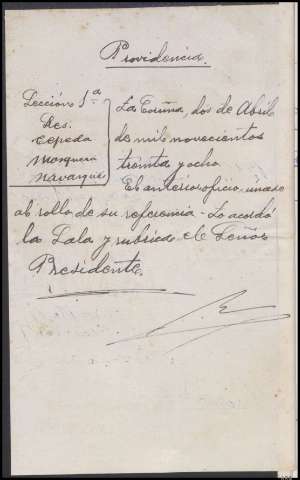 Providencia.
Sección 1ª
Sres.
Cepeda
Mosquera
Navarque
La Coruña, dos de Abril
de mil novecientos
treinta y ocho
El anterior oficio, únase
al rollo de su referencia - Lo acordó
la Sala y rubrica el Señor
Presidente.